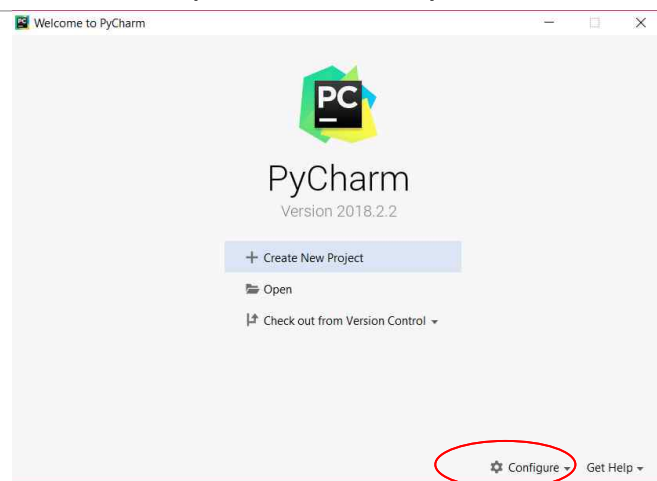 Welcome to PyCharm
PC
PyCharm
Version 2018.2.2
Create New Project
Open
Check out from Version Control
Configure
Get Help